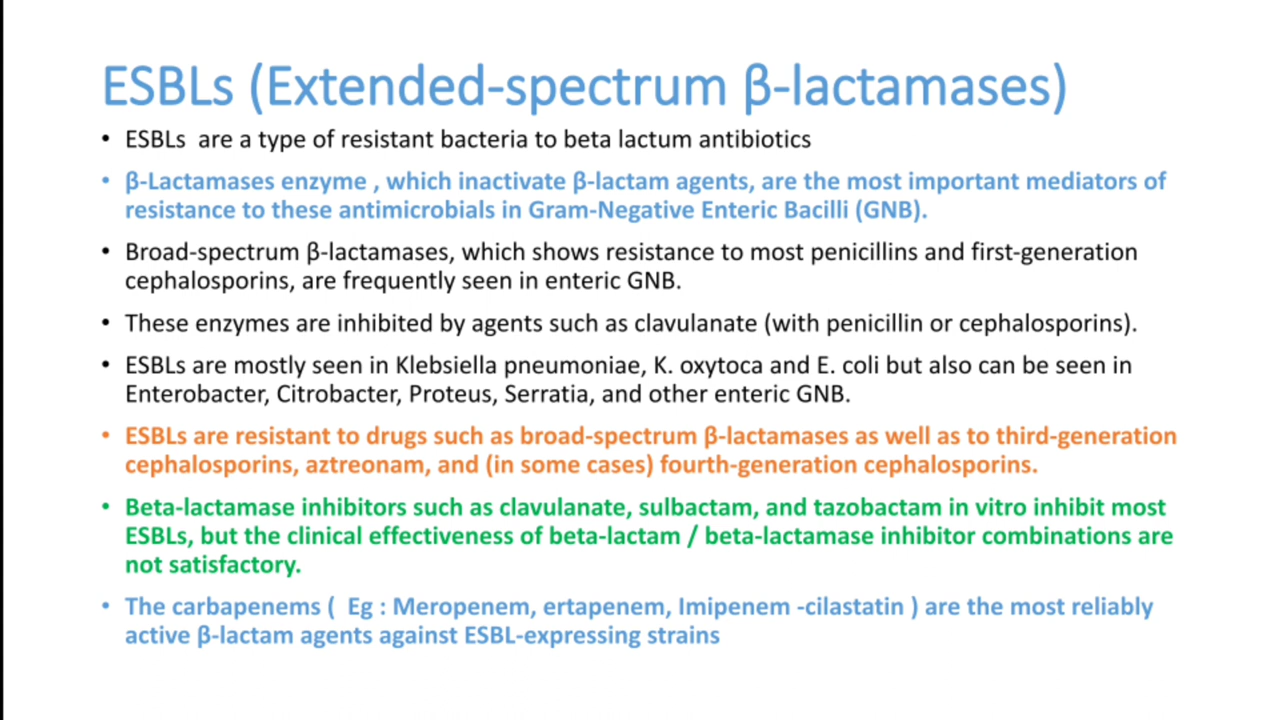 ESBLs (Extended-spectrum β-lactamases)
• ESBLs are a type of resistant bacteria to beta lactum antibiotics
• β-Lactamases enzyme , which inactivate β-lactam agents, are the most important mediators of
resistance to these antimicrobials in Gram-Negative Enteric Bacilli (GNB).
• Broad-spectrum β-lactamases, which shows resistance to most penicillins and first-generation
cephalosporins, are frequently seen in enteric GNB.
• These enzymes are inhibited by agents such as clavulanate (with penicillin or cephalosporins).
• ESBLs are mostly seen in Klebsiella pneumoniae, K. oxytoca and E. coli but also can be seen in
Enterobacter, Citrobacter, Proteus, Serratia, and other enteric GNB.
• ESBLs are resistant to drugs such as broad-spectrum β-lactamases as well as to third-generation
cephalosporins, aztreonam, and (in some cases) fourth-generation cephalosporins.
• Beta-lactamase inhibitors such as clavulanate, sulbactam, and tazobactam in vitro inhibit most
ESBLs, but the clinical effectiveness of beta-lactam / beta-lactamase inhibitor combinations are
not satisfactory.
• The carbapenems ( Eg : Meropenem, ertapenem, Imipenem -cilastatin ) are the most reliably
active β-lactam agents against ESBL-expressing strains